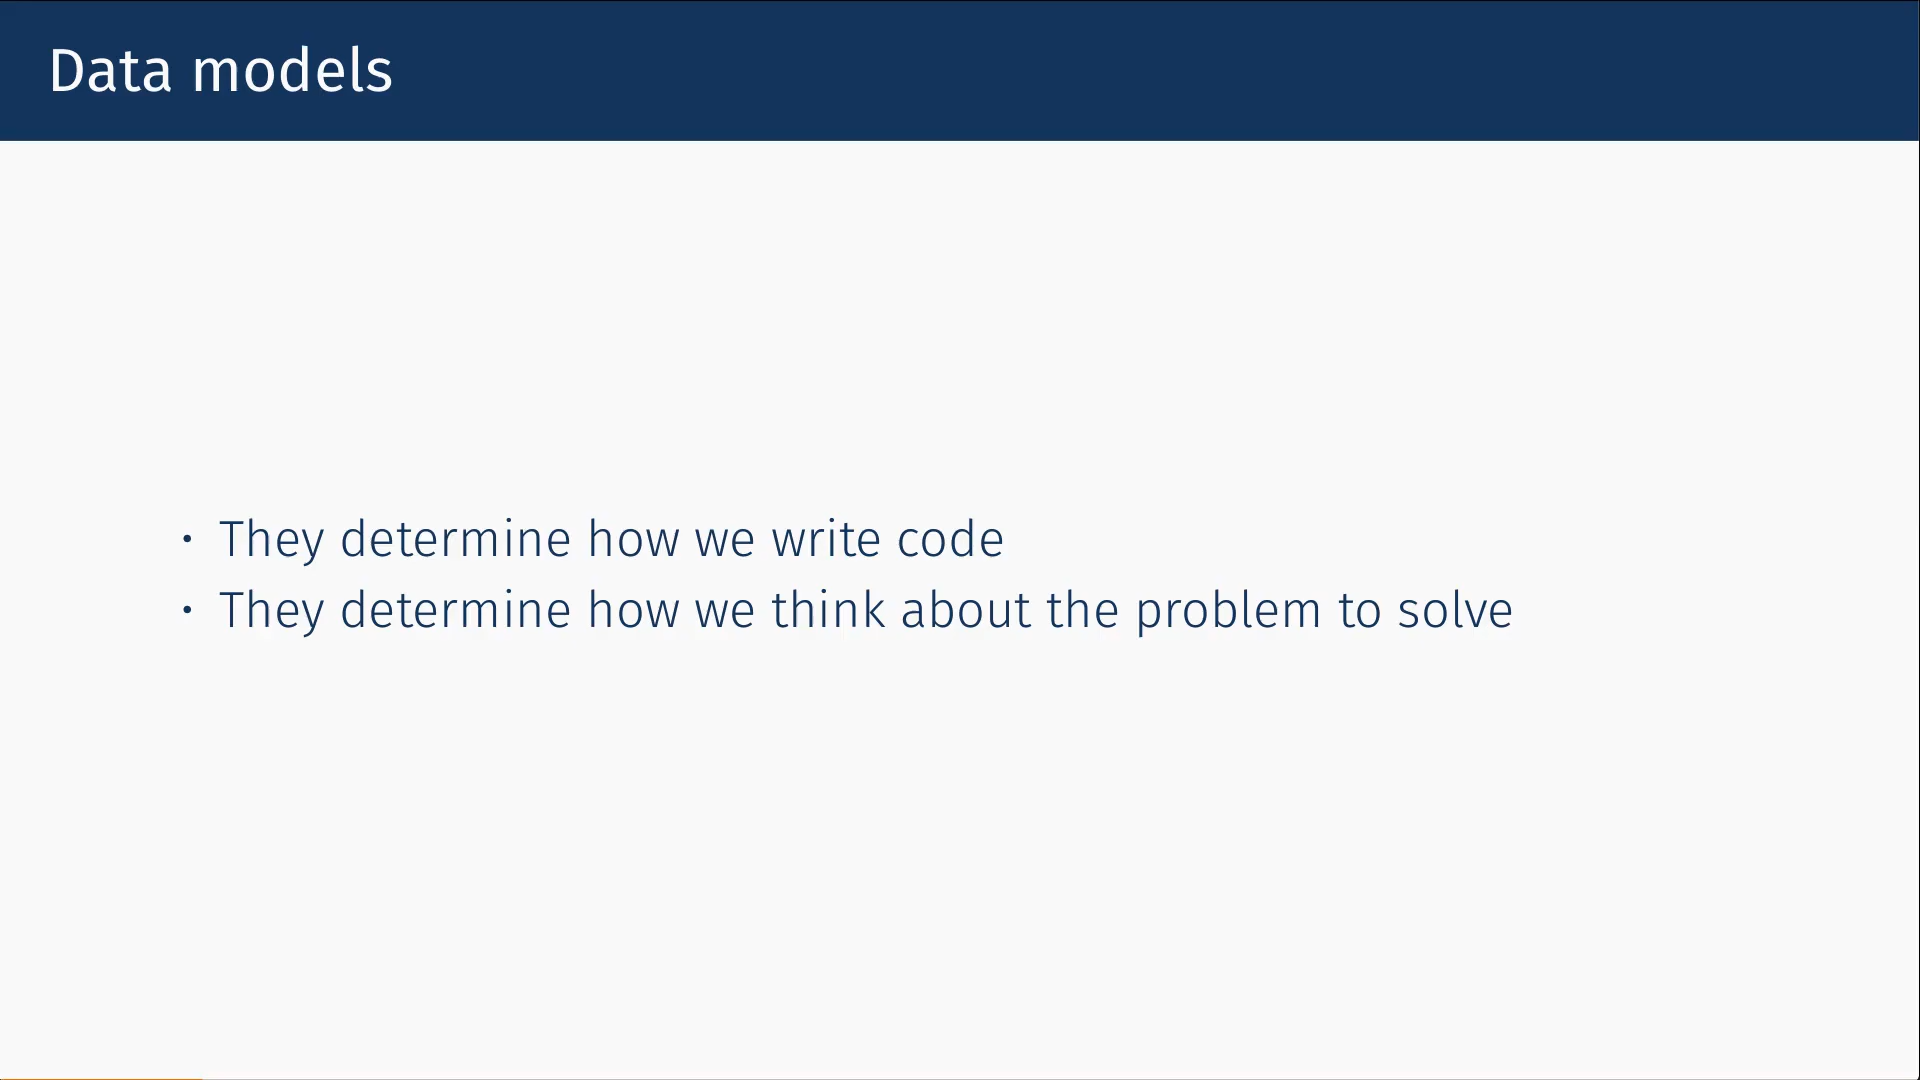 Data models
• They determine how we write code
• They determine how we think about the problem to solve